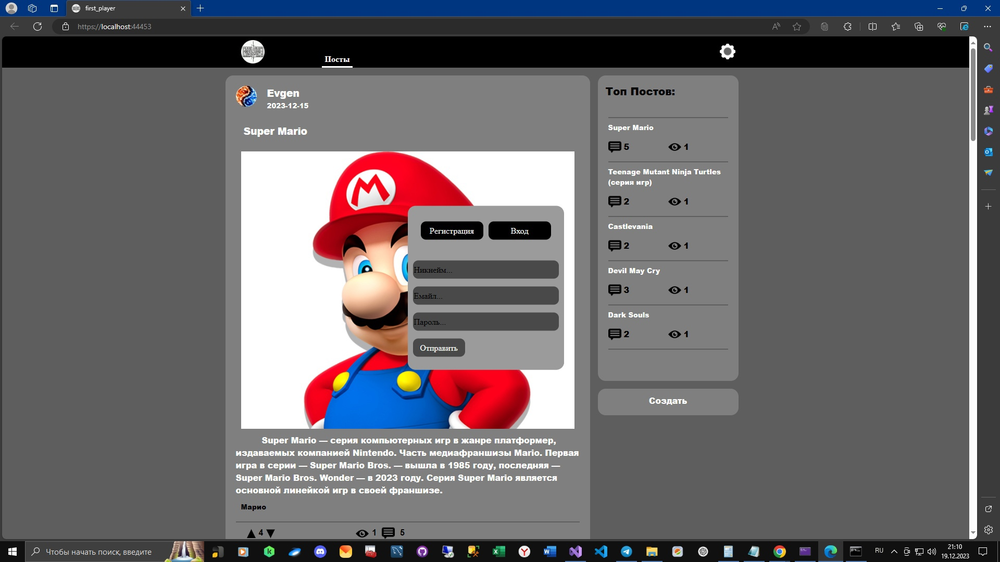 first_player
https://localhost:44453
Посты
Evgen
2023-12-15
Super Mario
M
Регистрация
Вход
Никнейм...
Емайл...
Пароль...
Отправить
Super Mario — серия компьютерных игр в жанре платформер,
издаваемых компанией Nintendo. Часть медиафраншизы Mario. Первая
игра в серии — Super Mario Bros. — вышла в 1985 году, последняя —
Super Mario Bros. Wonder — в 2023 году. Серия Super Mario является
основной линейкой игр в своей франшизе.
Марио
4
1
5
Топ Постов:
Super Mario
5
1
Teenage Mutant Ninja Turtles
(серия игр)
2
1
Castlevania
2
1
Devil May Cry
3
1
Dark Souls
2
1
Создать
Чтобы начать поиск, введите
RU
21:10
19.12.2023